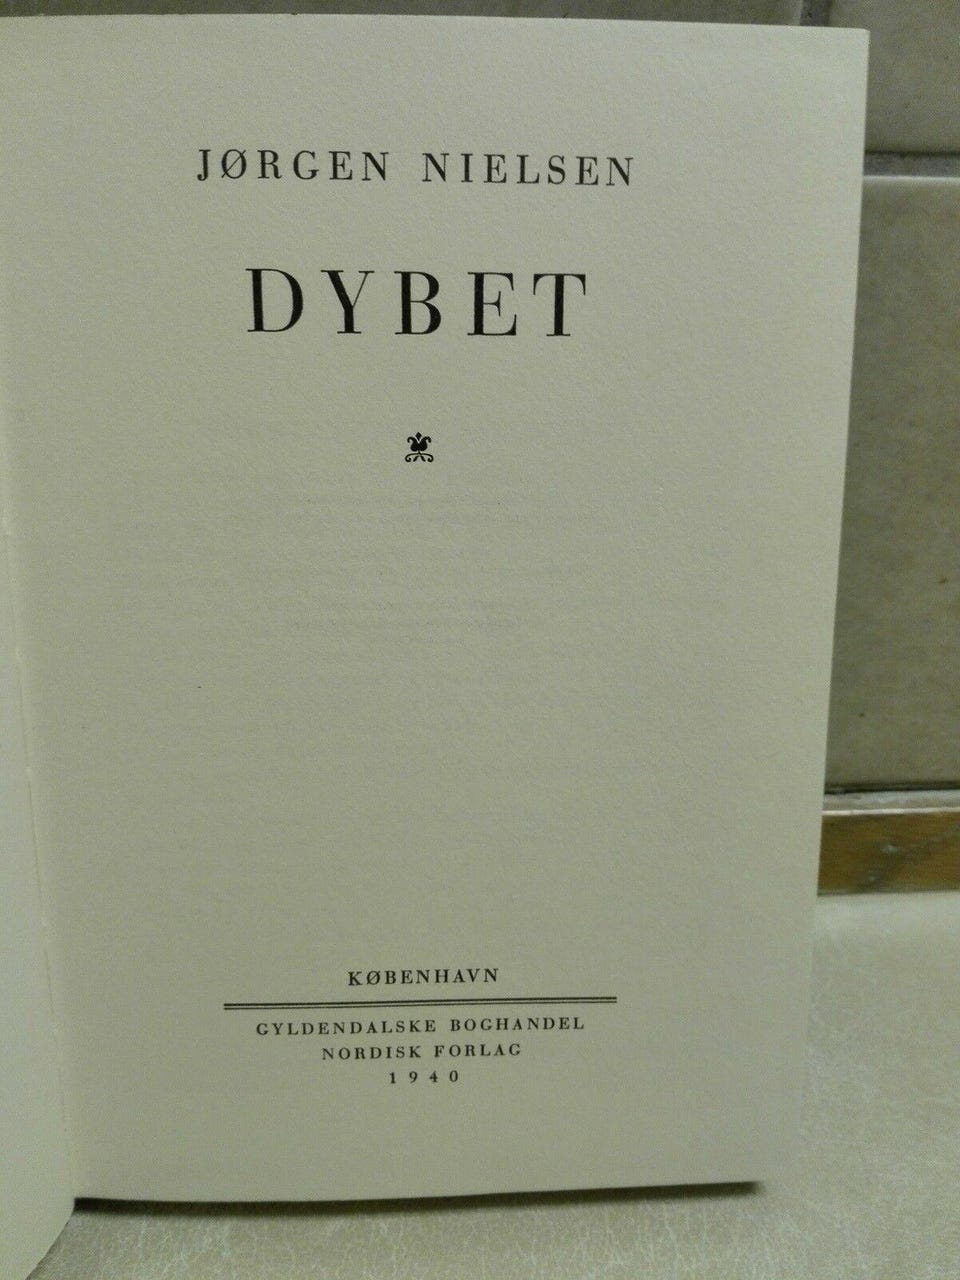 JØRGEN NIELSEN
DYBET
KØBENHAVN
GYLDENDALSKE BOGHANDEL
NORDISK FORLAG
1940